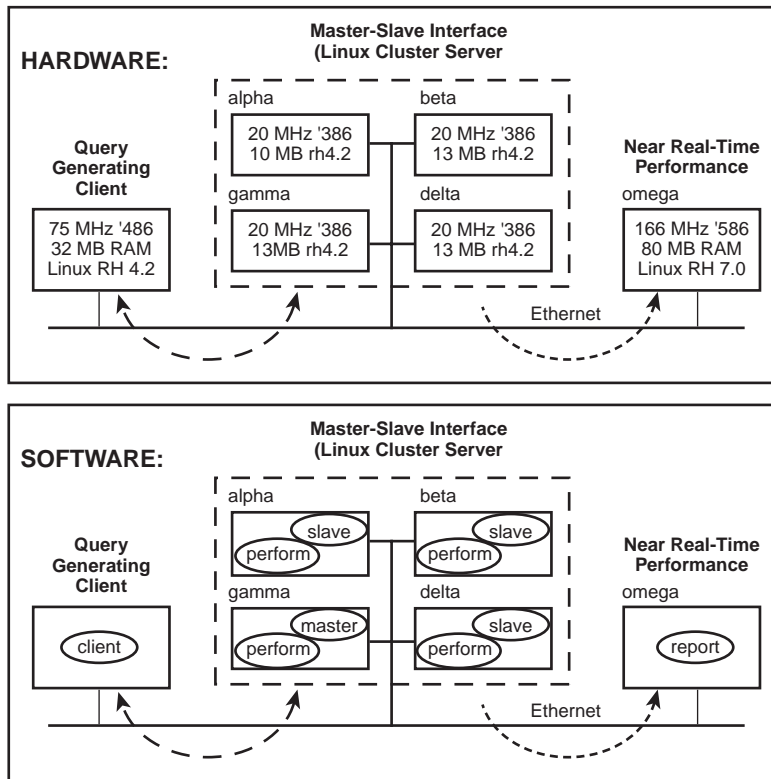 Master-Slave Interface
(Linux Cluster Server
HARDWARE:
alpha
beta
20 MHz '386
10 MB rh4.2
20 MHz '386
13 MB rh4.2
Query
Generating
Client
Near Real-Time
Performance
gamma
delta
omega
75 MHz '486
32 MB RAM
Linux RH 4.2
20 MHz '386
13MB rh4.2
20 MHz '386
13 MB rh4.2
166 MHz '586
80 MB RAM
Linux RH 7.0
Ethernet
Master-Slave Interface
(Linux Cluster Server
SOFTWARE:
alpha
beta
slave
perform
slave
perform
Query
Generating
Client
Near Real-Time
Performance
gamma
delta
omega
client
master
perform
slave
perform
report
Ethernet